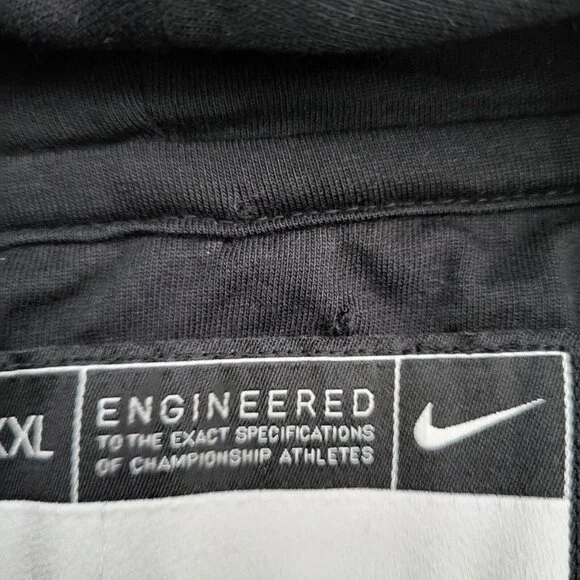 XXL
ENGINEERED
TO THE EXACT SPECIFICATIONS
OF CHAMPIONSHIP ATHLETES